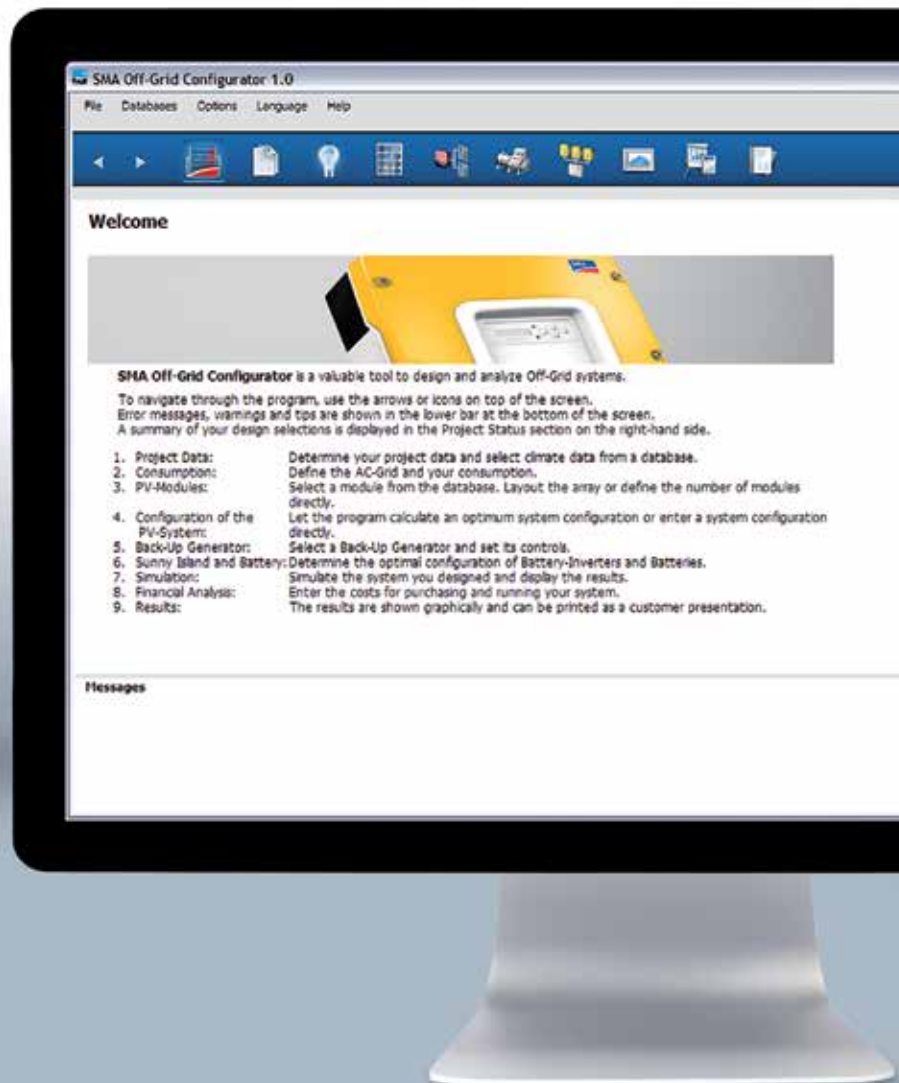 SMA Off-Grid Configurator 1.0
File Databases Options Language Help
Welcome
SMA Off-Grid Configurator is a valuable tool to design and analyze Off-Grid systems.
To navigate through the program, use the arrows or icons on top of the screen.
Error messages, warnings and tips are shown in the lower bar at the bottom of the screen.
A summary of your design selections is displayed in the Project Status section on the right-hand side.
1. Project Data: Determine your project data and select climate data from a database.
2. Consumption: Define the AC-Grid and your consumption.
3. PV-Modules: Select a module from the database. Layout the array or define the number of modules
directly.
4. Configuration of the Let the program calculate an optimum system configuration or enter a system configuration
PV-System: directly.
5. Back-Up Generator: Select a Back-Up Generator and set its controls.
6. Sunny Island and Battery: Determine the optimal configuration of Battery-Inverters and Batteries.
7. Simulation: Simulate the system you designed and display the results.
8. Financial Analysis: Enter the costs for purchasing and running your system.
9. Results: The results are shown graphically and can be printed as a customer presentation.
Messages